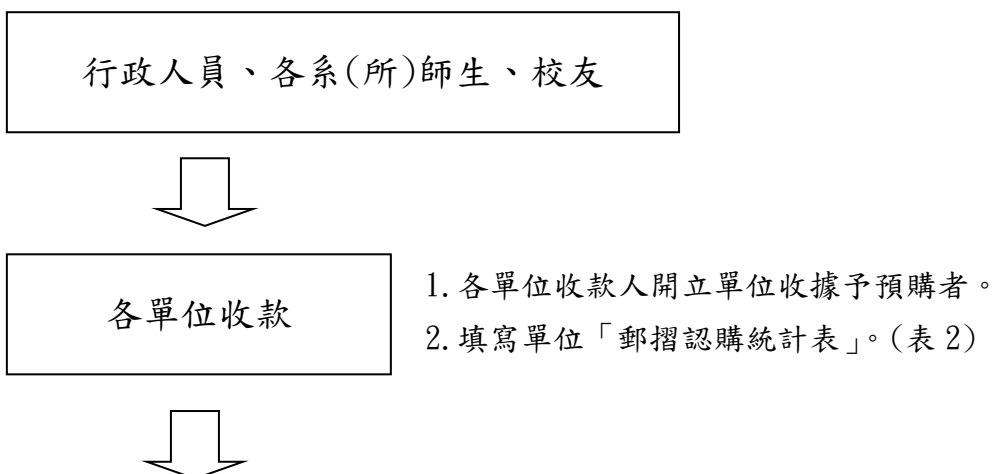 行政人員、各系(所)師生、校友
各單位收款
1.各單位收款人開立單位收據予預購者。
2.填寫單位「郵摺認購統計表」。(表 2)